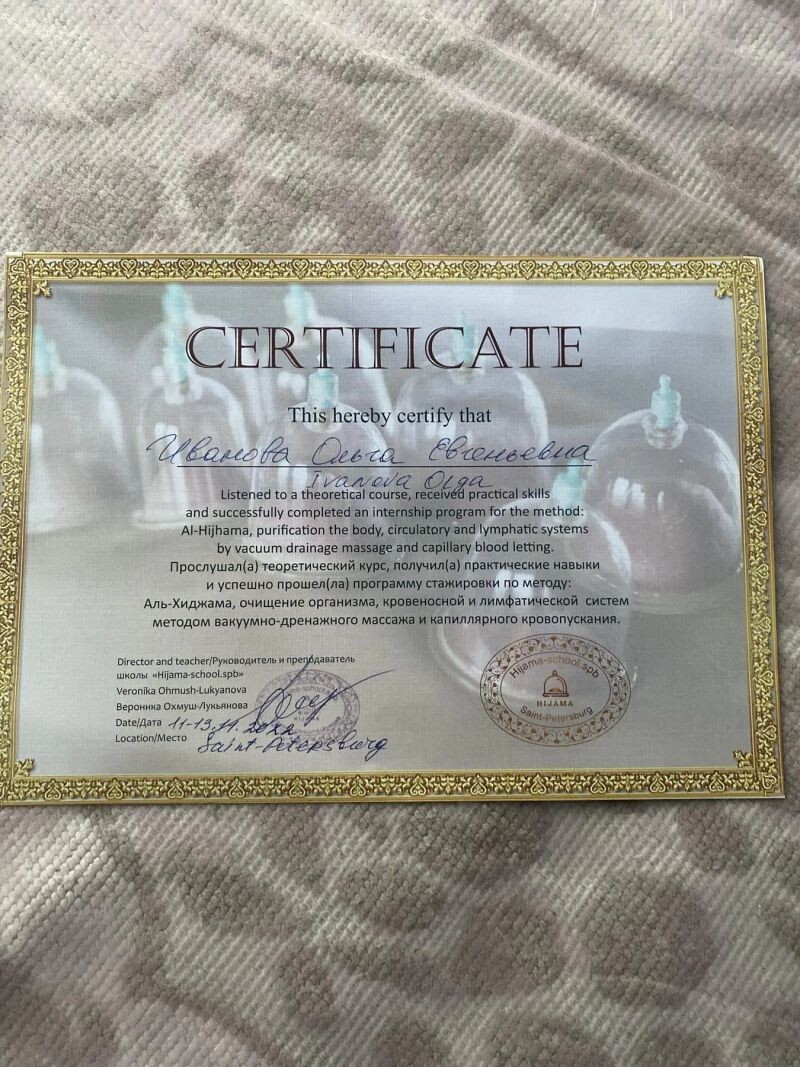 CERTIFICATE
This hereby certify that
Иванова Ольга Евгеньевна
Ivanova Olga
Listened to a theoretical course, received practical skills
and successfully completed an internship program for the method:
Al-Hijhama, purification the body, circulatory and lymphatic systems
by vacuum drainage massage and capillary blood letting.
Прослушал(а) теоретический курс, получил(а) практические навыки
и успешно прошел(ла) программу стажировки по методу:
Аль-Хиджама, очищение организма, кровеносной и лимфатической систем
методом вакуумно-дренажного массажа и капиллярного кровопускания.
Director and teacher/Руководитель и преподаватель
школы «Hijama-school.spb»
Veronika Ohmush-Lukyanova
Вероника Охмуш-Лукьянова
Date/Дата 11-13.11.2022
Location/Место Saint-Petersburg
Hijama-school.spb
HIJAMA
Saint-Petersburg